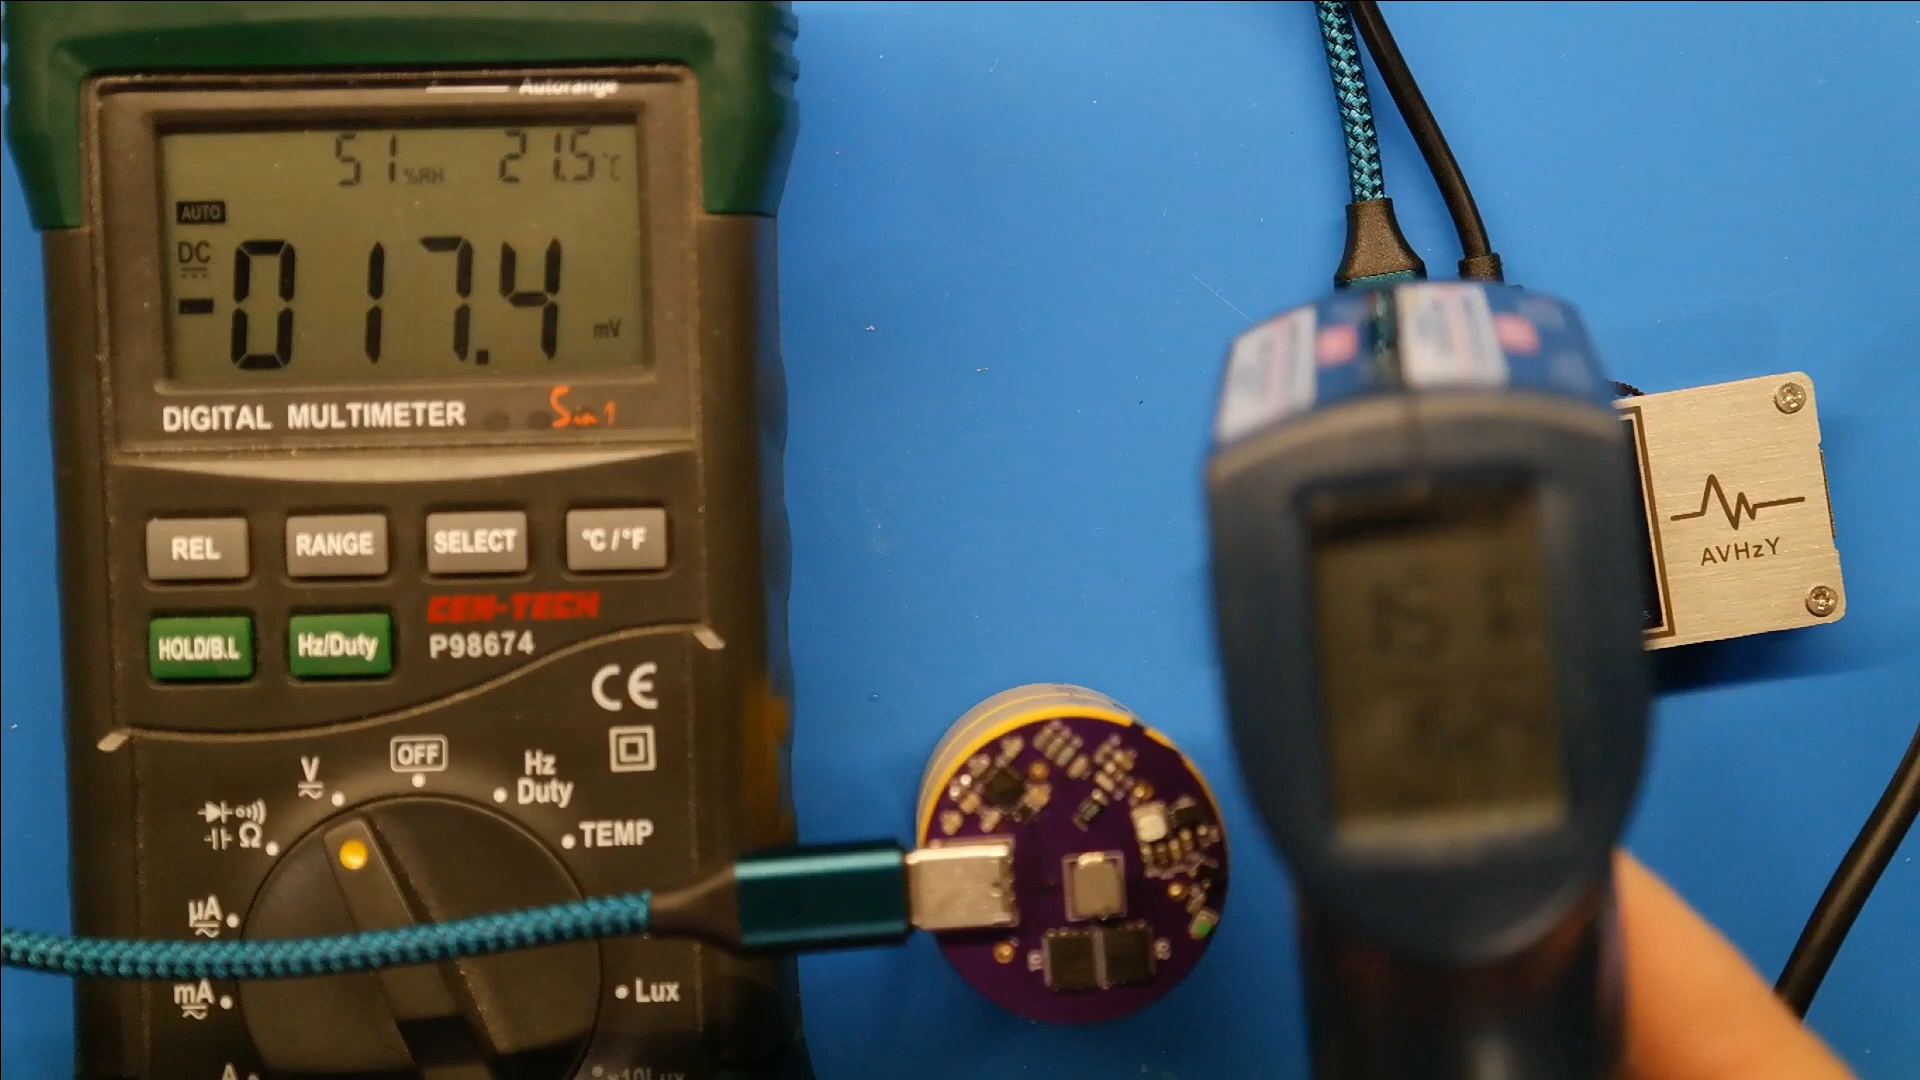 Autorange
51 %RH 21.5 °C
AUTO
DC
-017.4 mV
DIGITAL MULTIMETER 5 in 1
REL RANGE SELECT °C/°F
CEN-TECH
HOLD/B.L Hz/Duty P98674
CE
OFF
V Hz
Duty
Ω TEMP
µA
mA Lux
A x10Lux
AVHzY